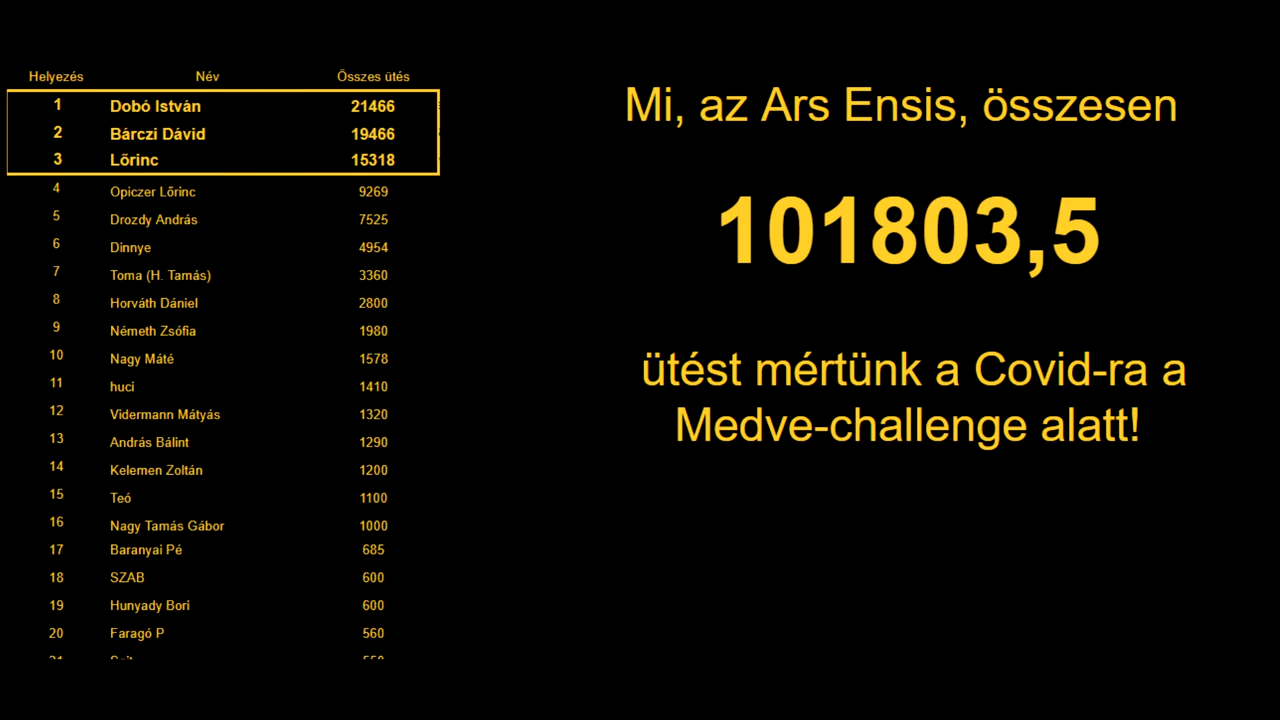 Helyezés Név Összes ütés
1 Dobó István 21466
2 Bárczi Dávid 19466
3 Lőrinc 15318
4 Opiczer Lőrinc 9269
5 Drozdy András 7525
6 Dinnye 4954
7 Toma (H. Tamás) 3360
8 Horváth Dániel 2800
9 Németh Zsófia 1980
10 Nagy Máté 1578
11 huci 1410
12 Vidermann Mátyás 1320
13 András Bálint 1290
14 Kelemen Zoltán 1200
15 Teó 1100
16 Nagy Tamás Gábor 1000
17 Baranyai Pé 685
18 SZAB 600
19 Hunyady Bori 600
20 Faragó P 560
Mi, az Ars Ensis, összesen
101803,5
ütést mértünk a Covid-ra a
Medve-challenge alatt!